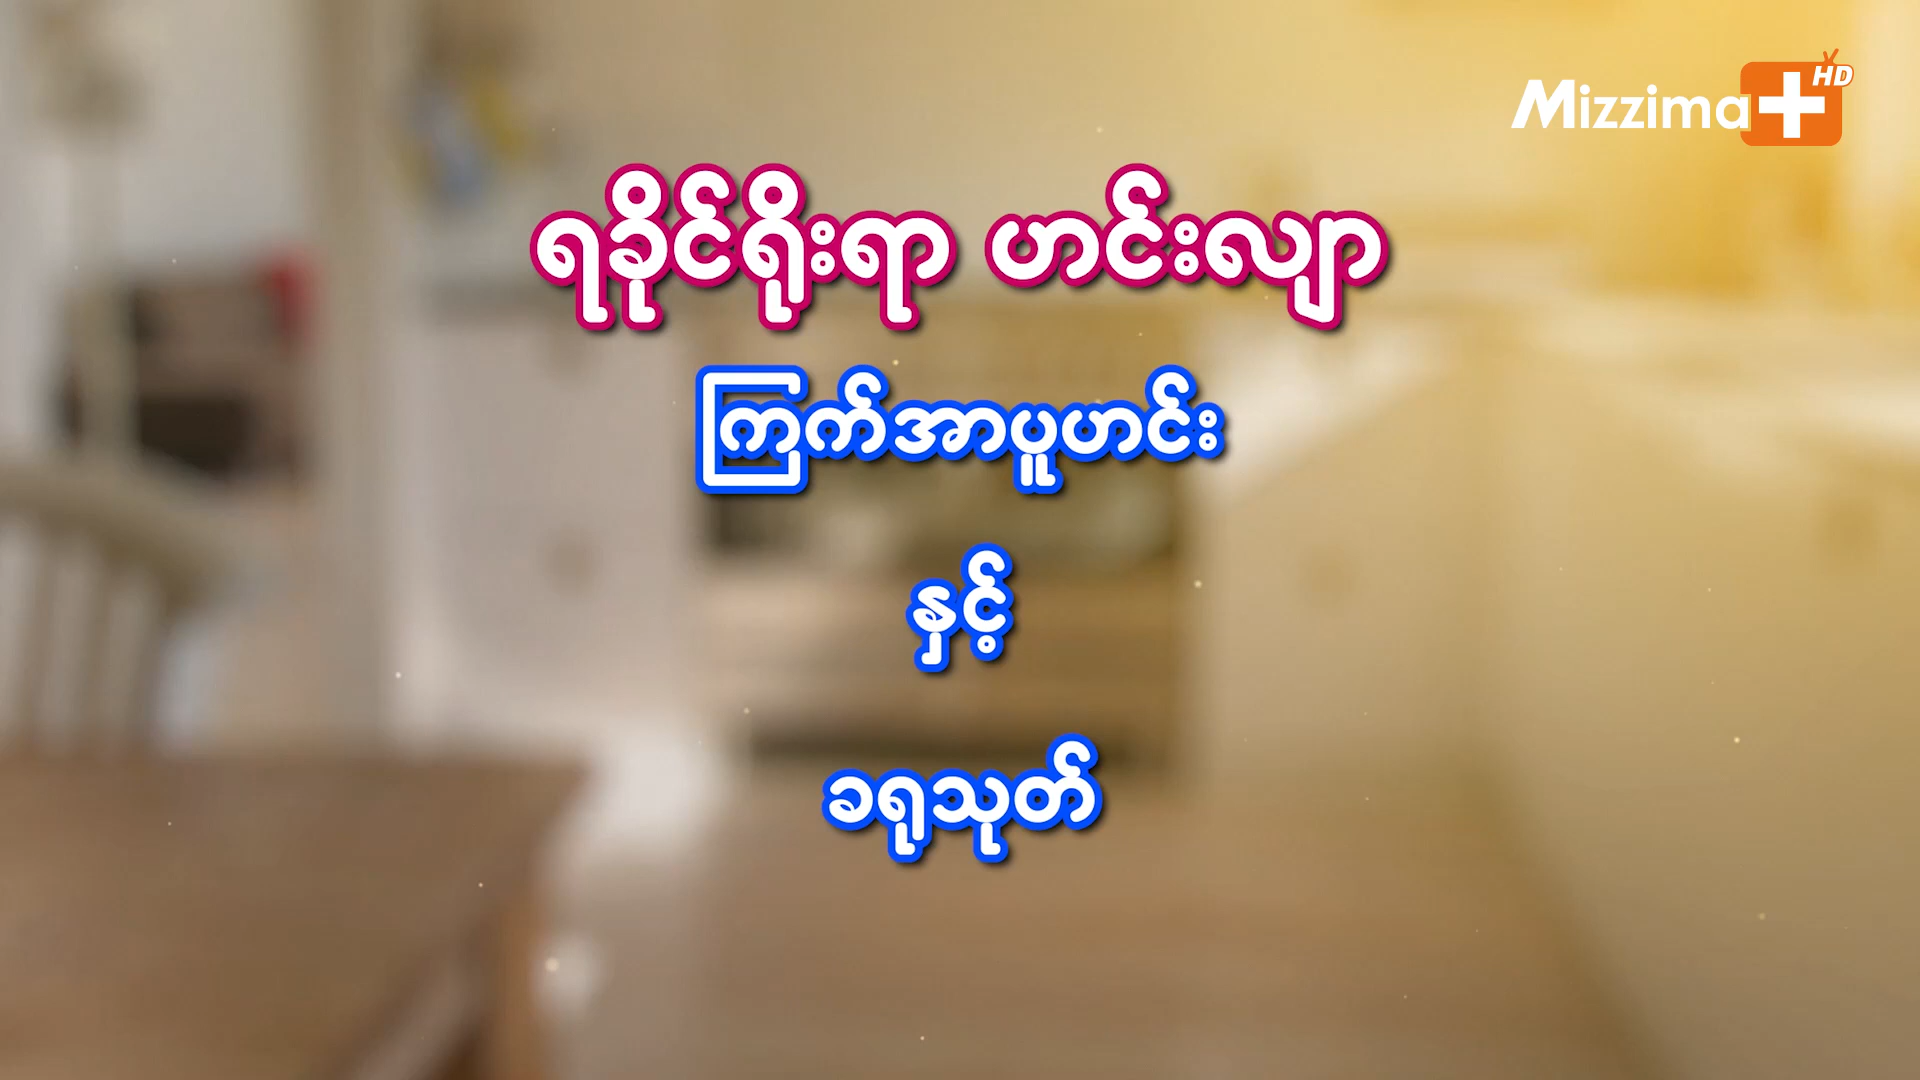 Mizzima+ HD
ရခိုင်ရိုးရာ ဟင်းလျာ
ကြက်အာပူဟင်း
နှင့်
ခရုသုတ်